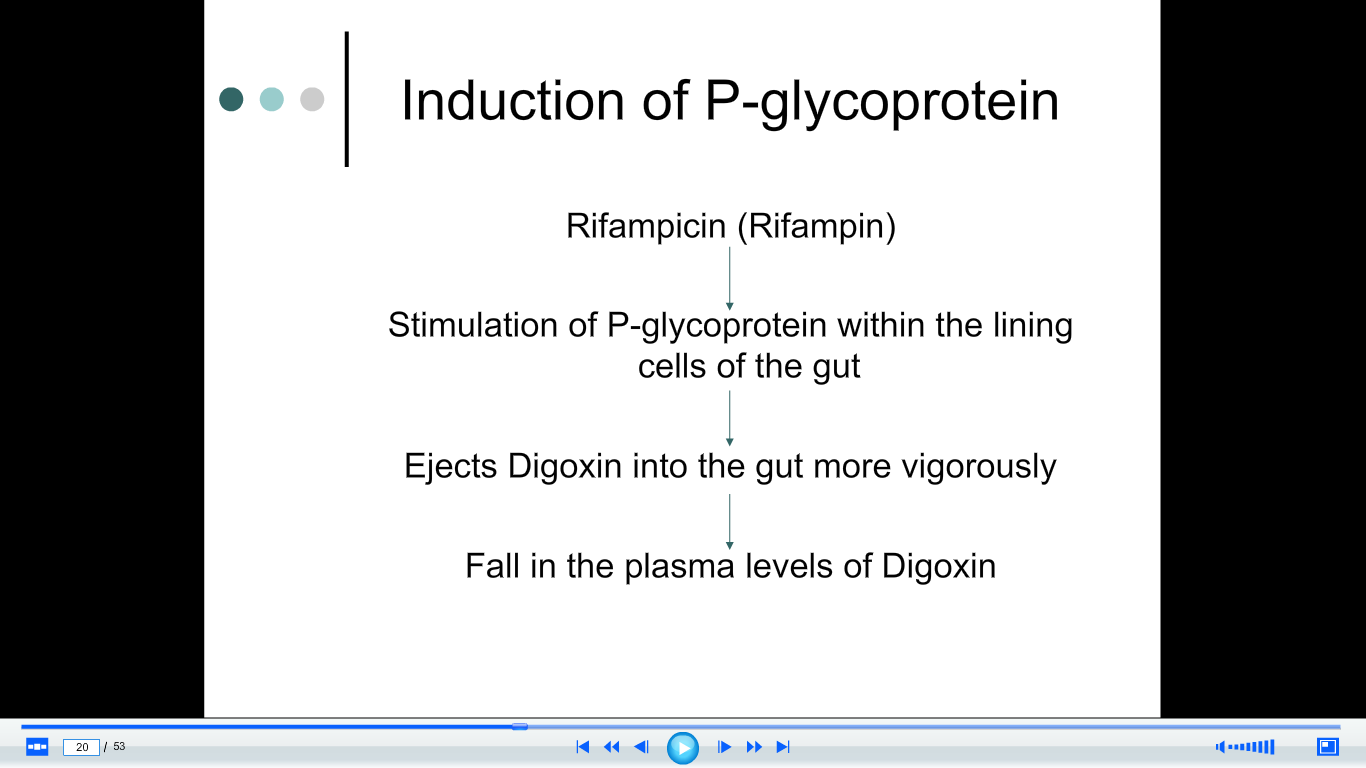 Induction of P-glycoprotein
Rifampicin (Rifampin)
Stimulation of P-glycoprotein within the lining
cells of the gut
Ejects Digoxin into the gut more vigorously
Fall in the plasma levels of Digoxin
20 / 53